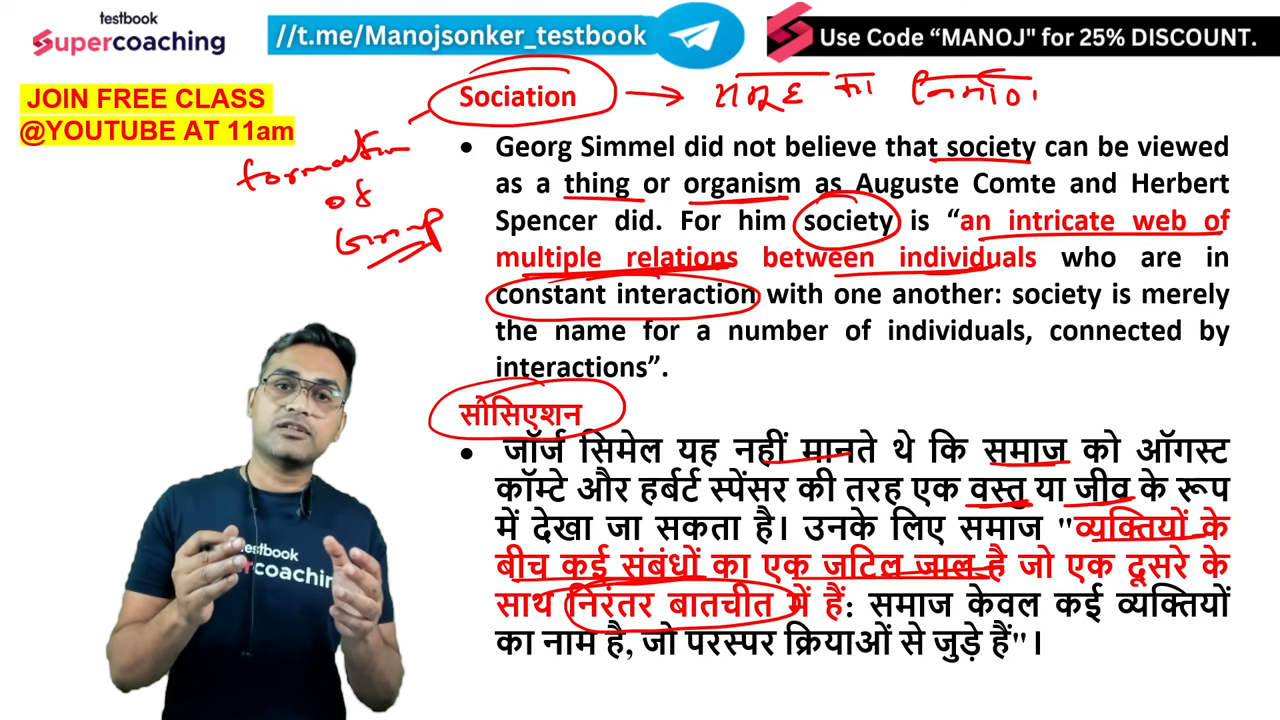 testbook
Supercoaching
//t.me/Manojsonker_testbook
Use Code “MANOJ" for 25% DISCOUNT.
JOIN FREE CLASS
@YOUTUBE AT 11am
Sociation
समूह का निर्माण
formation
of
Group
• Georg Simmel did not believe that society can be viewed
as a thing or organism as Auguste Comte and Herbert
Spencer did. For him society is “an intricate web of
multiple relations between individuals who are in
constant interaction with one another: society is merely
the name for a number of individuals, connected by
interactions”.
सोसिएशन
• जॉर्ज सिमेल यह नहीं मानते थे कि समाज को ऑगस्ट
कॉम्टे और हर्बर्ट स्पेंसर की तरह एक वस्तु या जीव के रूप
में देखा जा सकता है। उनके लिए समाज "व्यक्तियों के
बीच कई संबंधों का एक जटिल जाल है जो एक दूसरे के
साथ निरंतर बातचीत में हैं: समाज केवल कई व्यक्तियों
का नाम है, जो परस्पर क्रियाओं से जुड़े हैं"।
testbook
Supercoaching